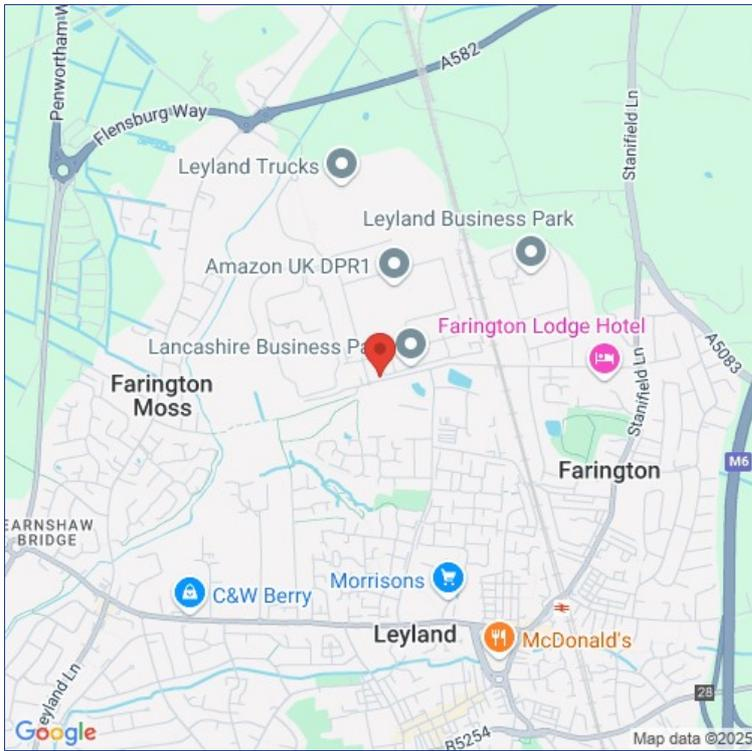 Penwortham W
Flensburg Way
A582
Stanifield Ln
Leyland Trucks
Leyland Business Park
Amazon UK DPR1
Farington Lodge Hotel
Lancashire Business Pa
A5083
Farington
Moss
Stanifield Ln
Farington
M6
EARNSHAW
BRIDGE
Morrisons
C&W Berry
Leyland
McDonald's
eyland Ln
28
B5254
Google
Map data ©2025